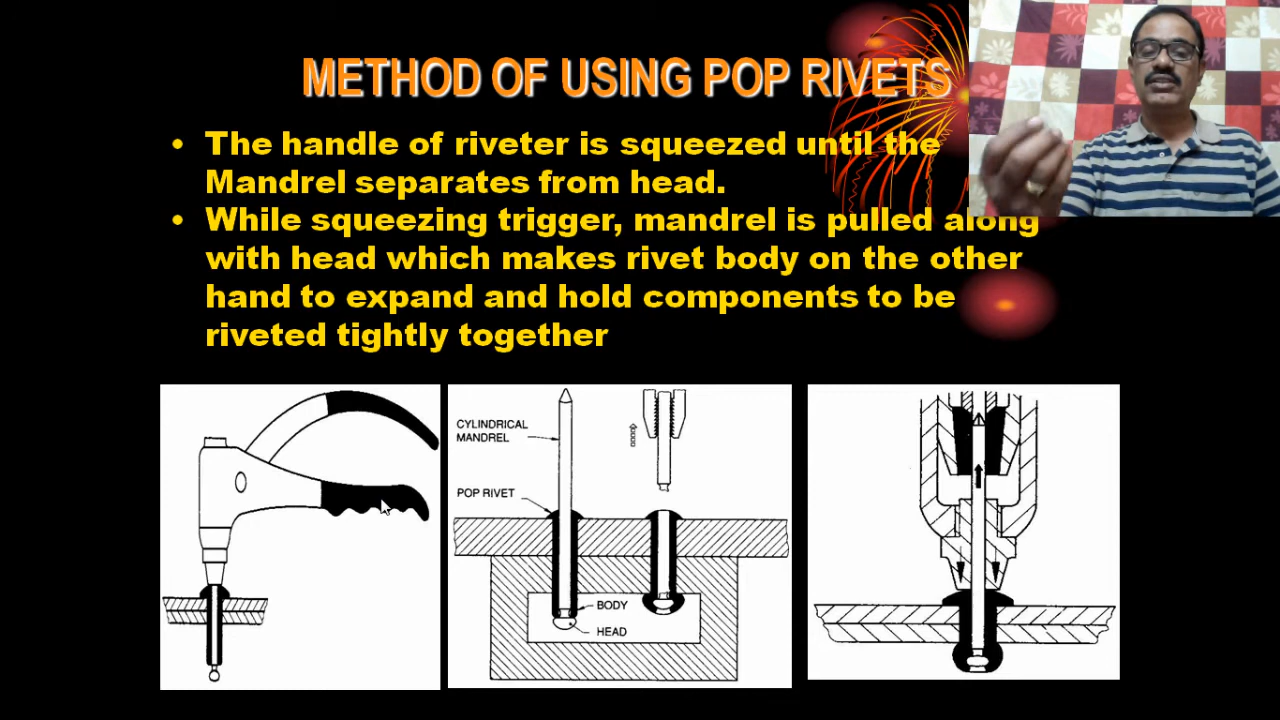 METHOD OF USING POP RIVETS
• The handle of riveter is squeezed until the
Mandrel separates from head.
• While squeezing trigger, mandrel is pulled along
with head which makes rivet body on the other
hand to expand and hold components to be
riveted tightly together
CYLINDRICAL
MANDREL
POP RIVET
BODY
HEAD